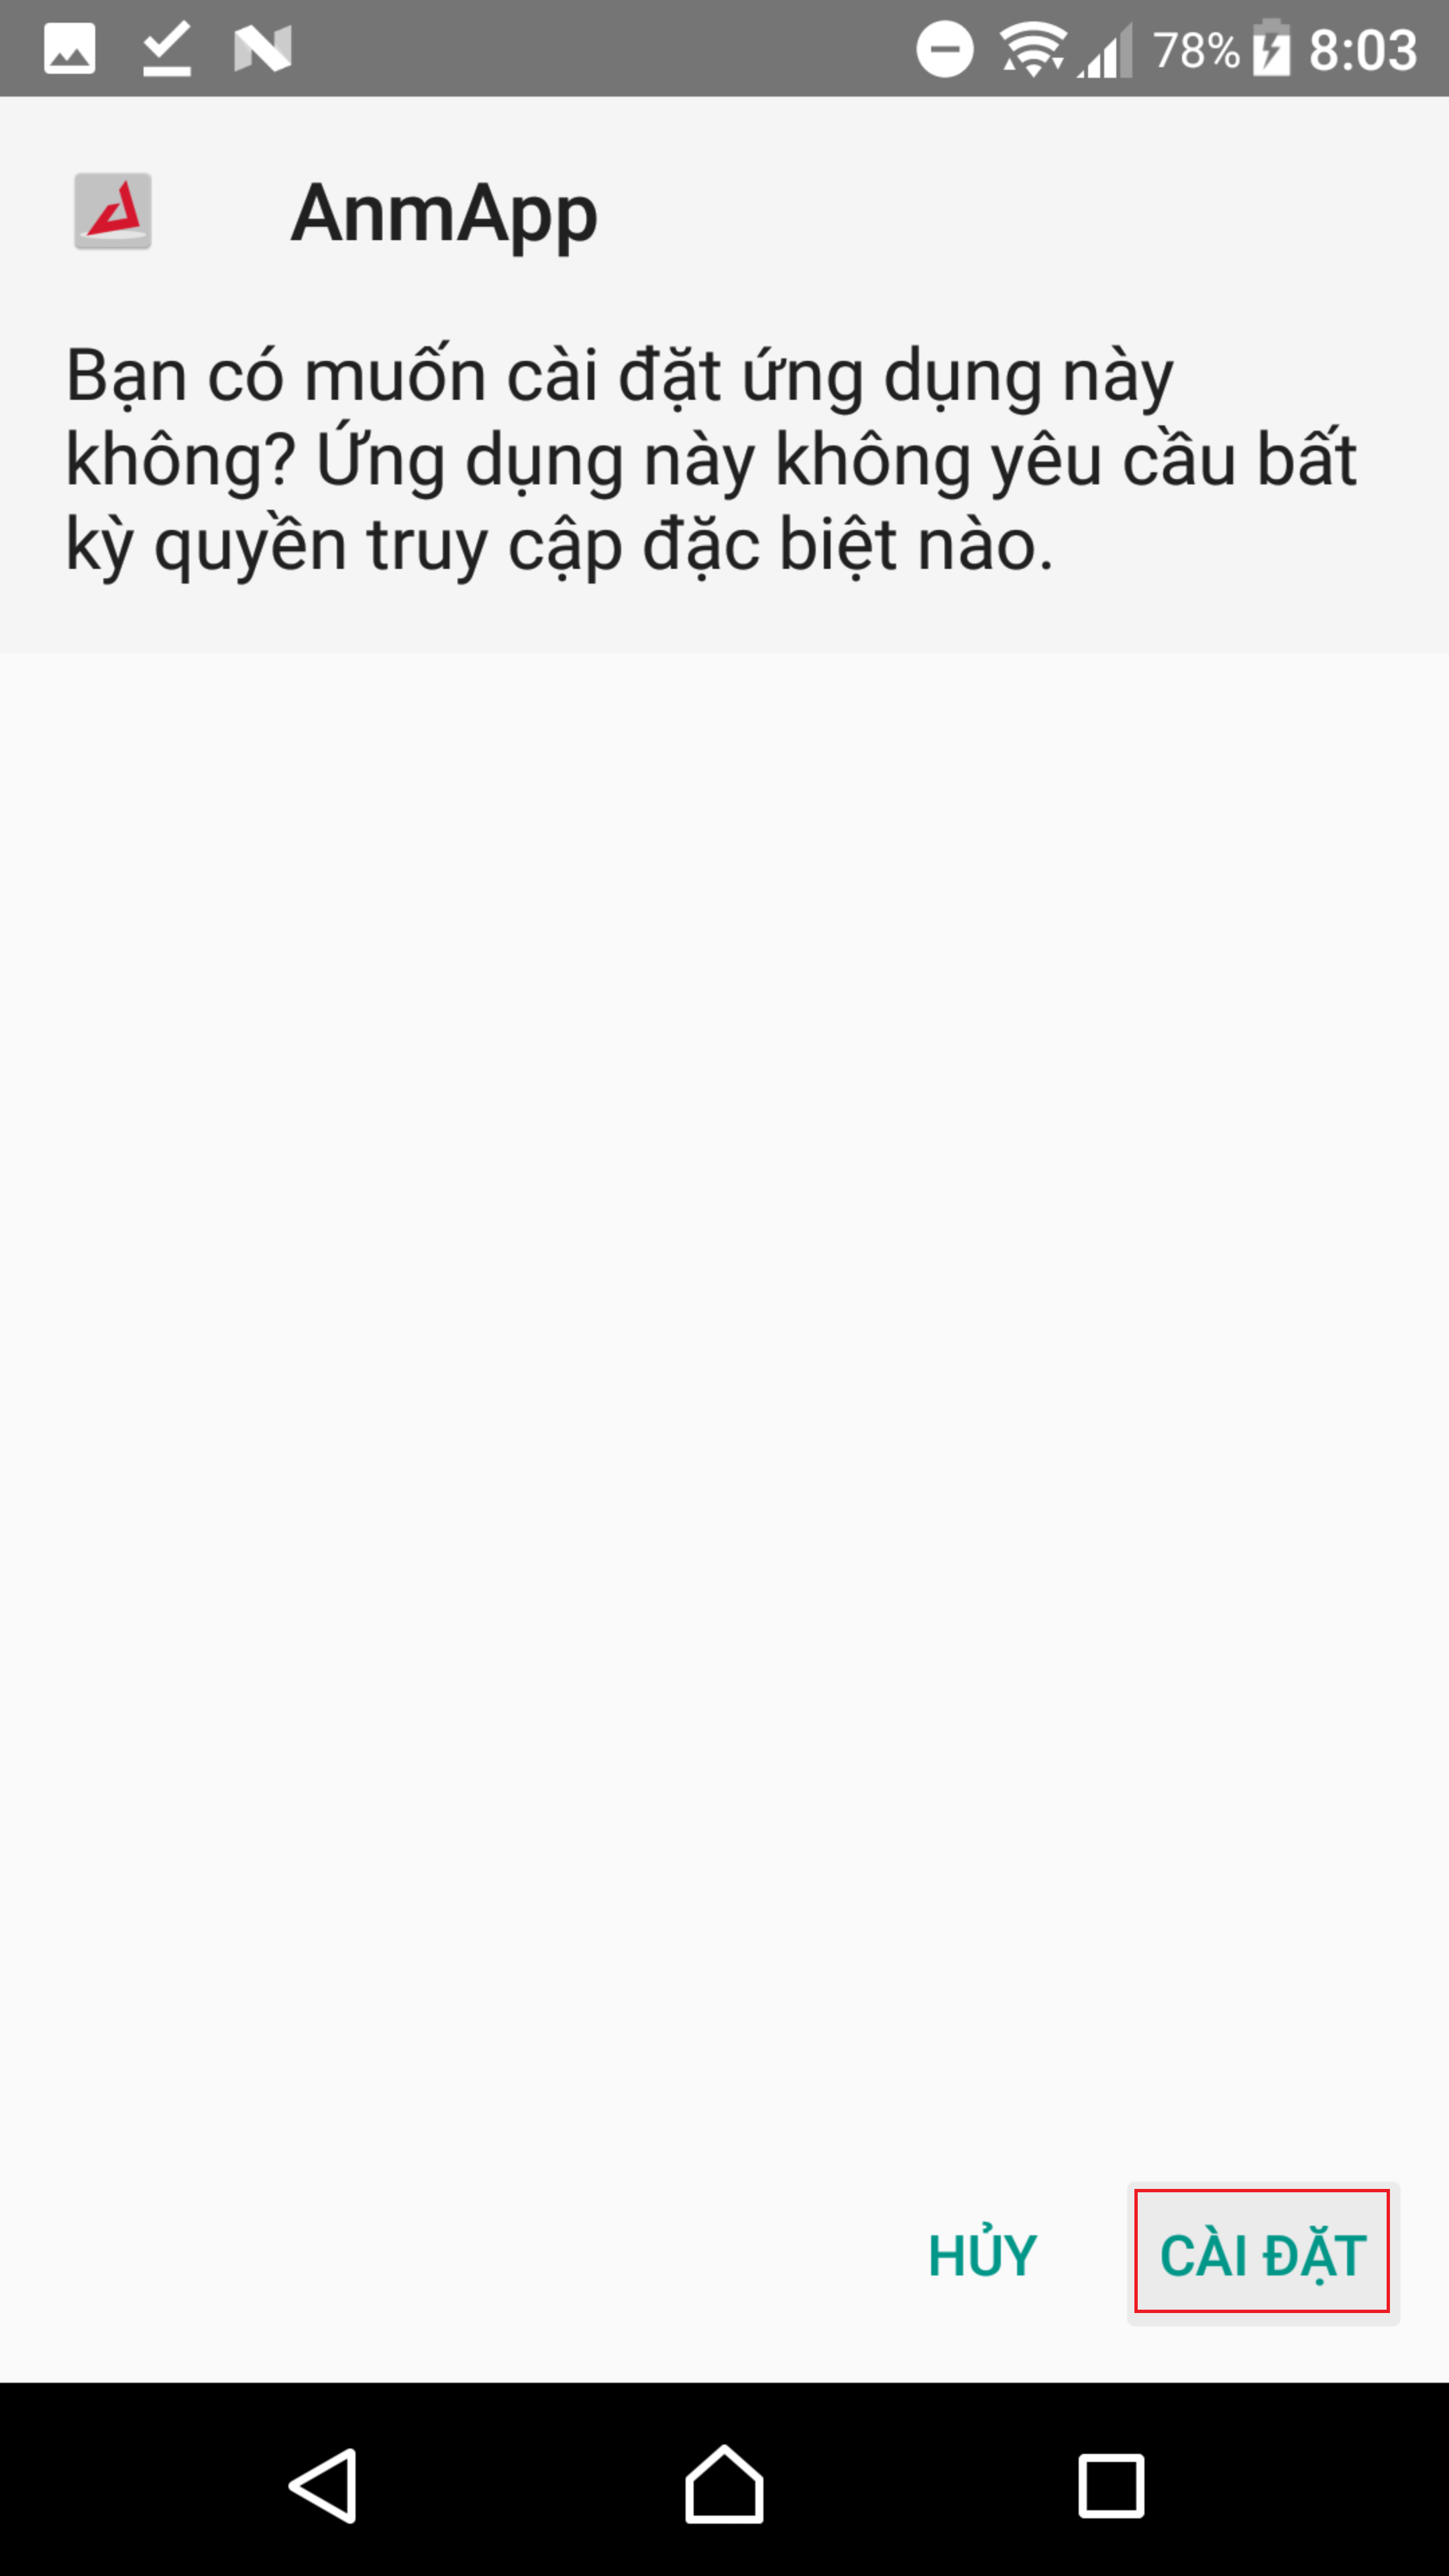 78% 8:03
AnmApp
Bạn có muốn cài đặt ứng dụng này
không? Ứng dụng này không yêu cầu bất
kỳ quyền truy cập đặc biệt nào.
HỦY CÀI ĐẶT